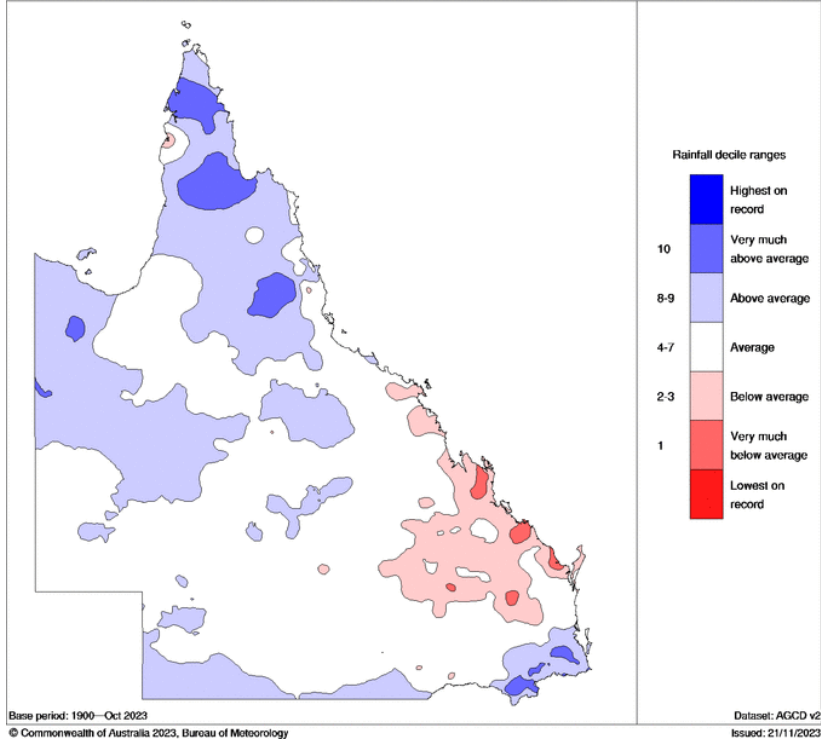 Rainfall decile ranges
Highest on
record
10
Very much
above average
8-9
Above average
4-7
Average
2-3
Below average
1
Very much
below average
Lowest on
record
Base period: 1900—Oct 2023
Dataset: AGCD v2
© Commonwealth of Australia 2023, Bureau of Meteorology
Issued: 21/11/2023